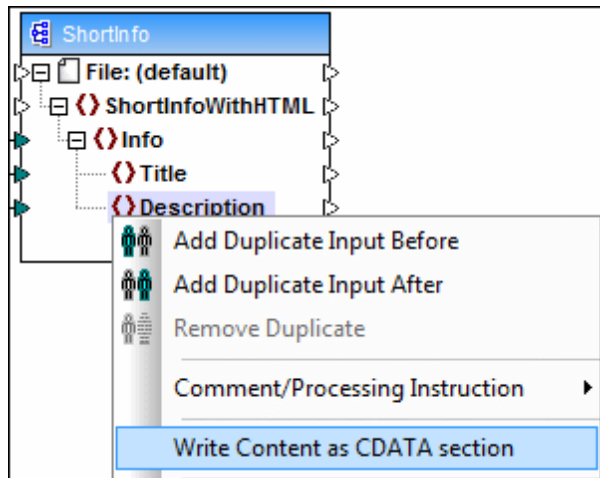 ShortInfo
File: (default)
ShortInfoWithHTML
Info
Title
Description
Add Duplicate Input Before
Add Duplicate Input After
Remove Duplicate
Comment/Processing Instruction
Write Content as CDATA section